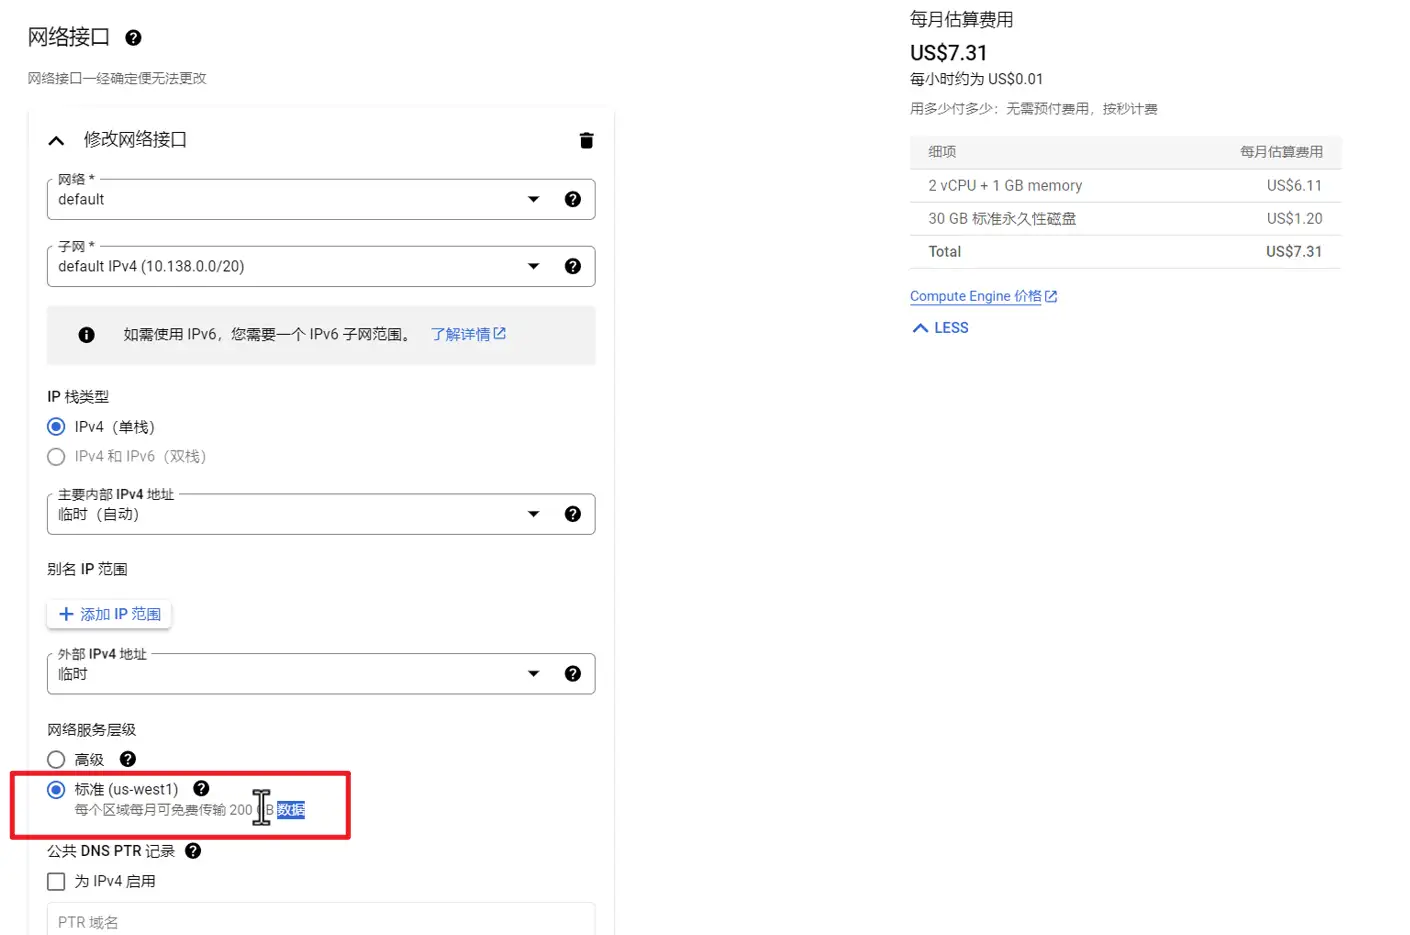 网络接口
网络接口一经确定便无法更改
修改网络接口
网络 *
default
子网 *
default IPv4 (10.138.0.0/20)
如需使用 IPv6，您需要一个 IPv6 子网范围。 了解详情
IP 栈类型
IPv4（单栈）
IPv4 和 IPv6（双栈）
主要内部 IPv4 地址
临时（自动）
别名 IP 范围
添加 IP 范围
外部 IPv4 地址
临时
网络服务层级
高级
标准 (us-west1)
每个区域每月可免费传输 200 GB 数据
公共 DNS PTR 记录
为 IPv4 启用
PTR 域名
每月估算费用
US$7.31
每小时约为 US$0.01
用多少付多少：无需预付费用，按秒计费
细项 每月估算费用
2 vCPU + 1 GB memory US$6.11
30 GB 标准永久性磁盘 US$1.20
Total US$7.31
Compute Engine 价格
LESS